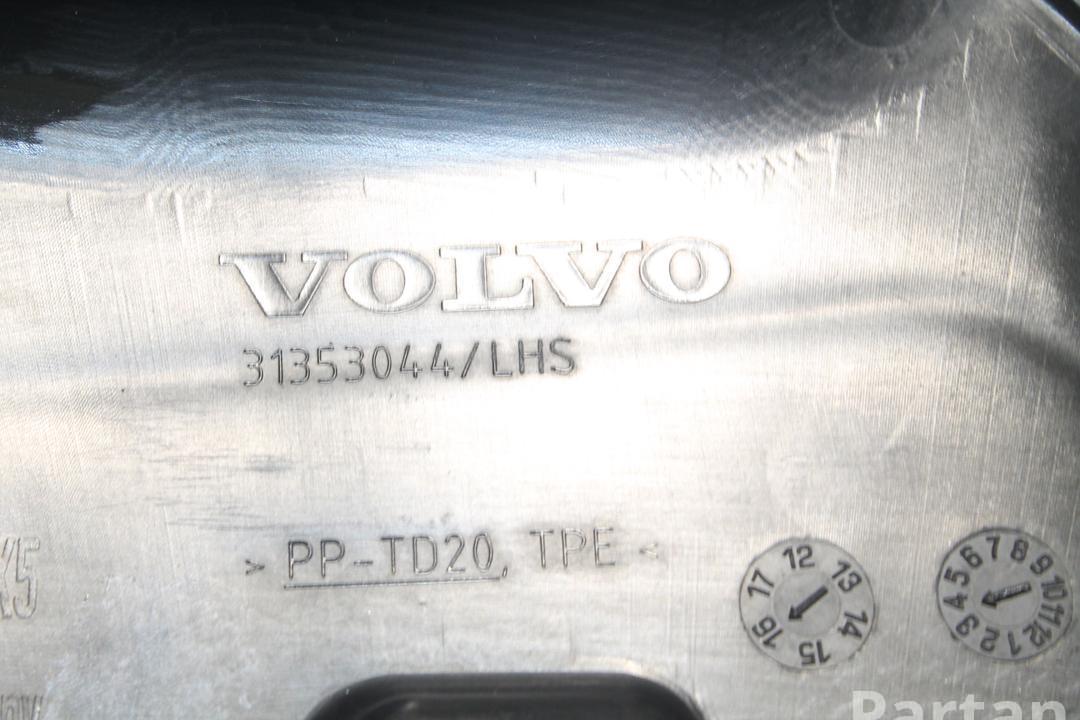 VOLVO
31353044/LHS
> PP-TD20, TPE <
12 13 14 15 16 17
1 2 3 4 5 6 7 8 9 10 11 12
Partan